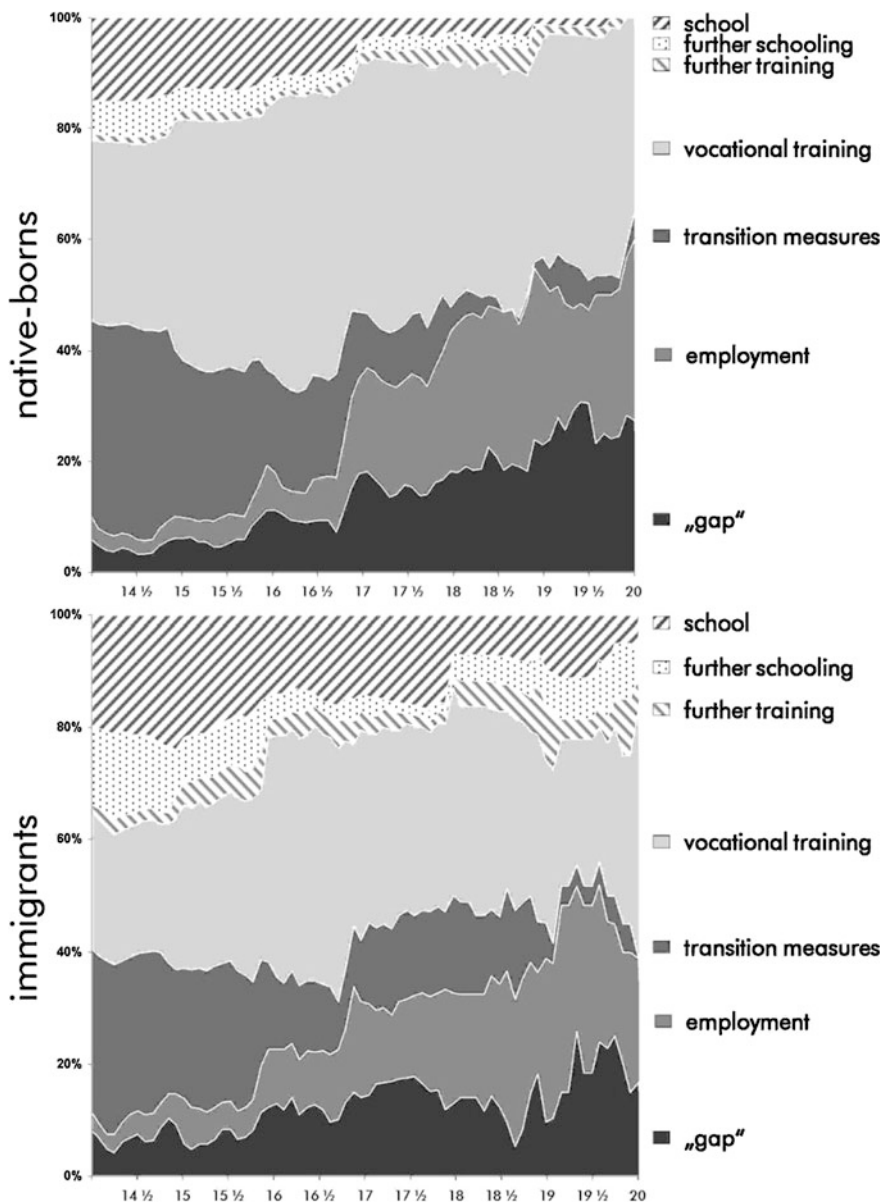 100%
80%
60%
40%
20%
0%
native-borns
14 ½ 15 15 ½ 16 16 ½ 17 17 ½ 18 18 ½ 19 19 ½ 20
school
further schooling
further training
vocational training
transition measures
employment
„gap“
100%
80%
60%
40%
20%
0%
immigrants
14 ½ 15 15 ½ 16 16 ½ 17 17 ½ 18 18 ½ 19 19 ½ 20
school
further schooling
further training
vocational training
transition measures
employment
„gap“